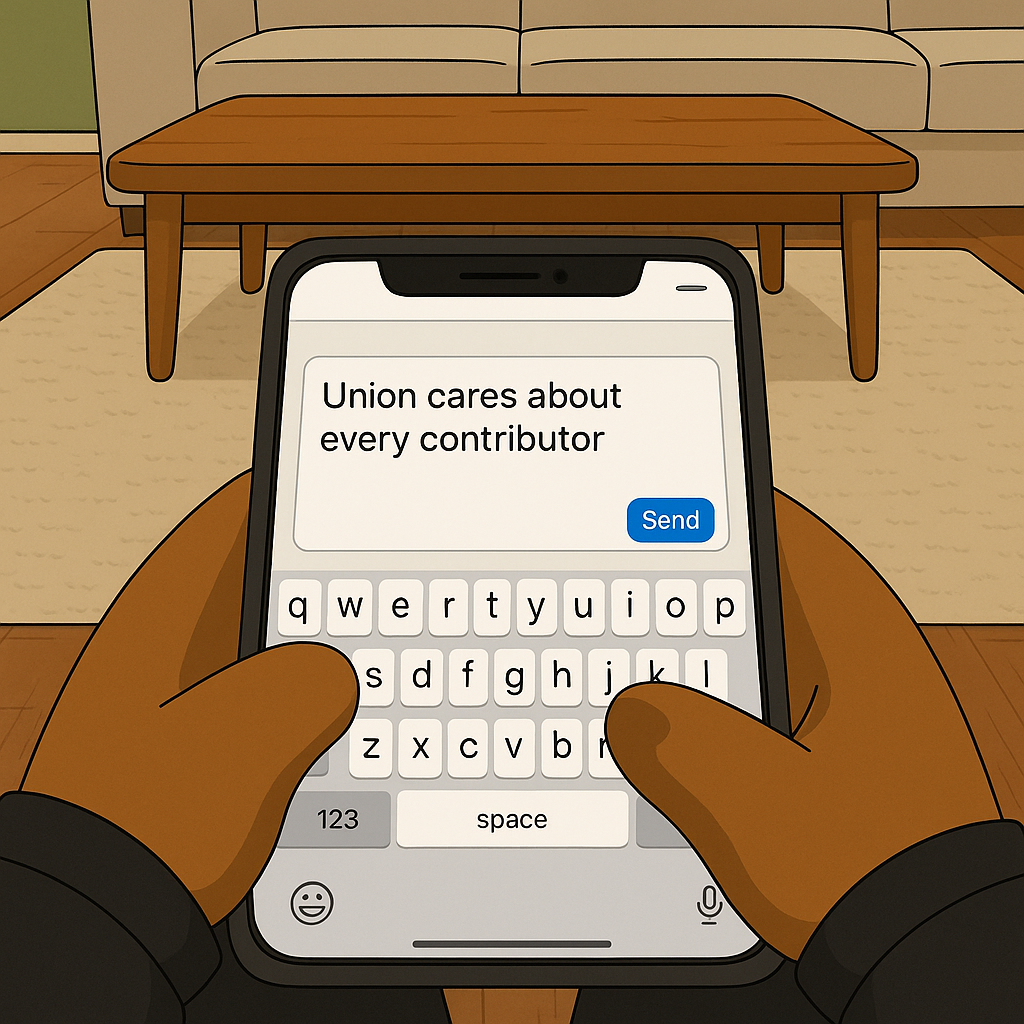 Union cares about
every contributor
Send
q w e r t y u i o p
s d f g h j k l
z x c v b
123 space